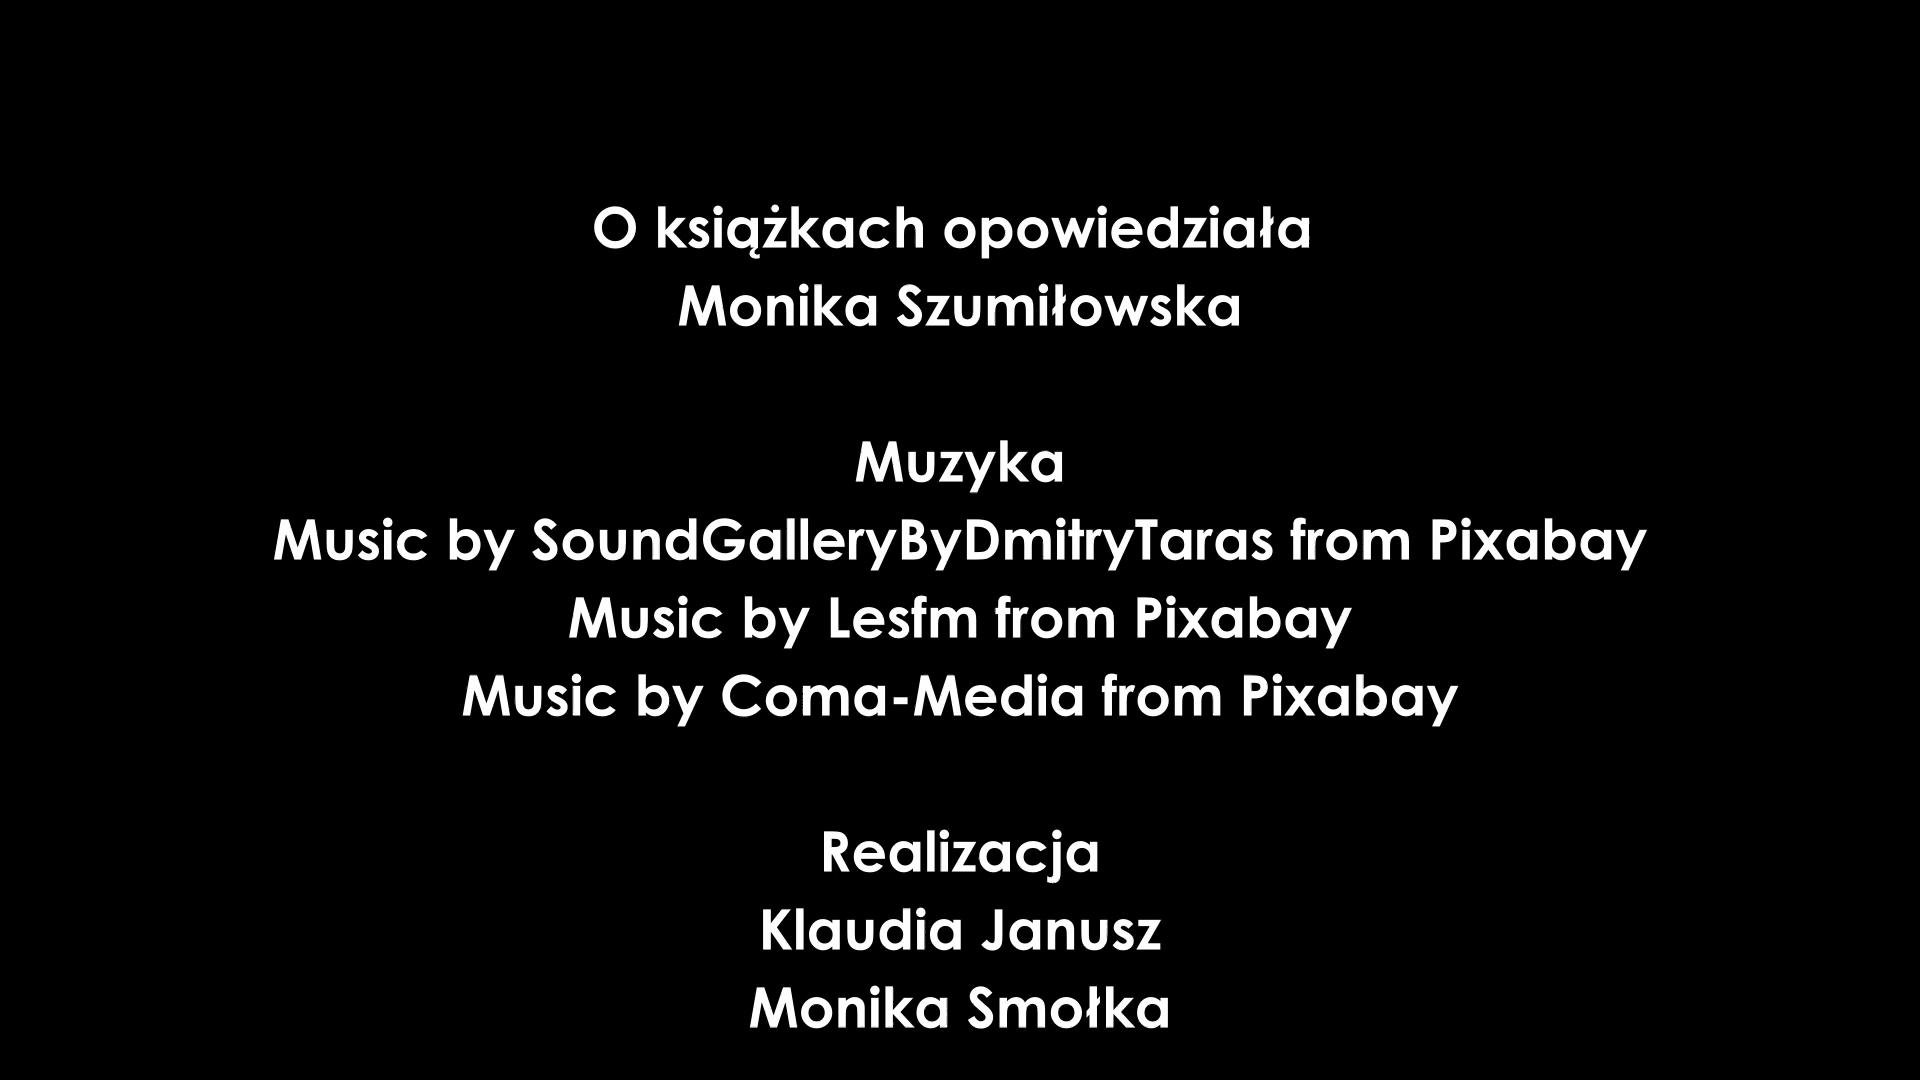 O książkach opowiedziała
Monika Szumiłowska
Muzyka
Music by SoundGalleryByDmitryTaras from Pixabay
Music by Lesfm from Pixabay
Music by Coma-Media from Pixabay
Realizacja
Klaudia Janusz
Monika Smołka